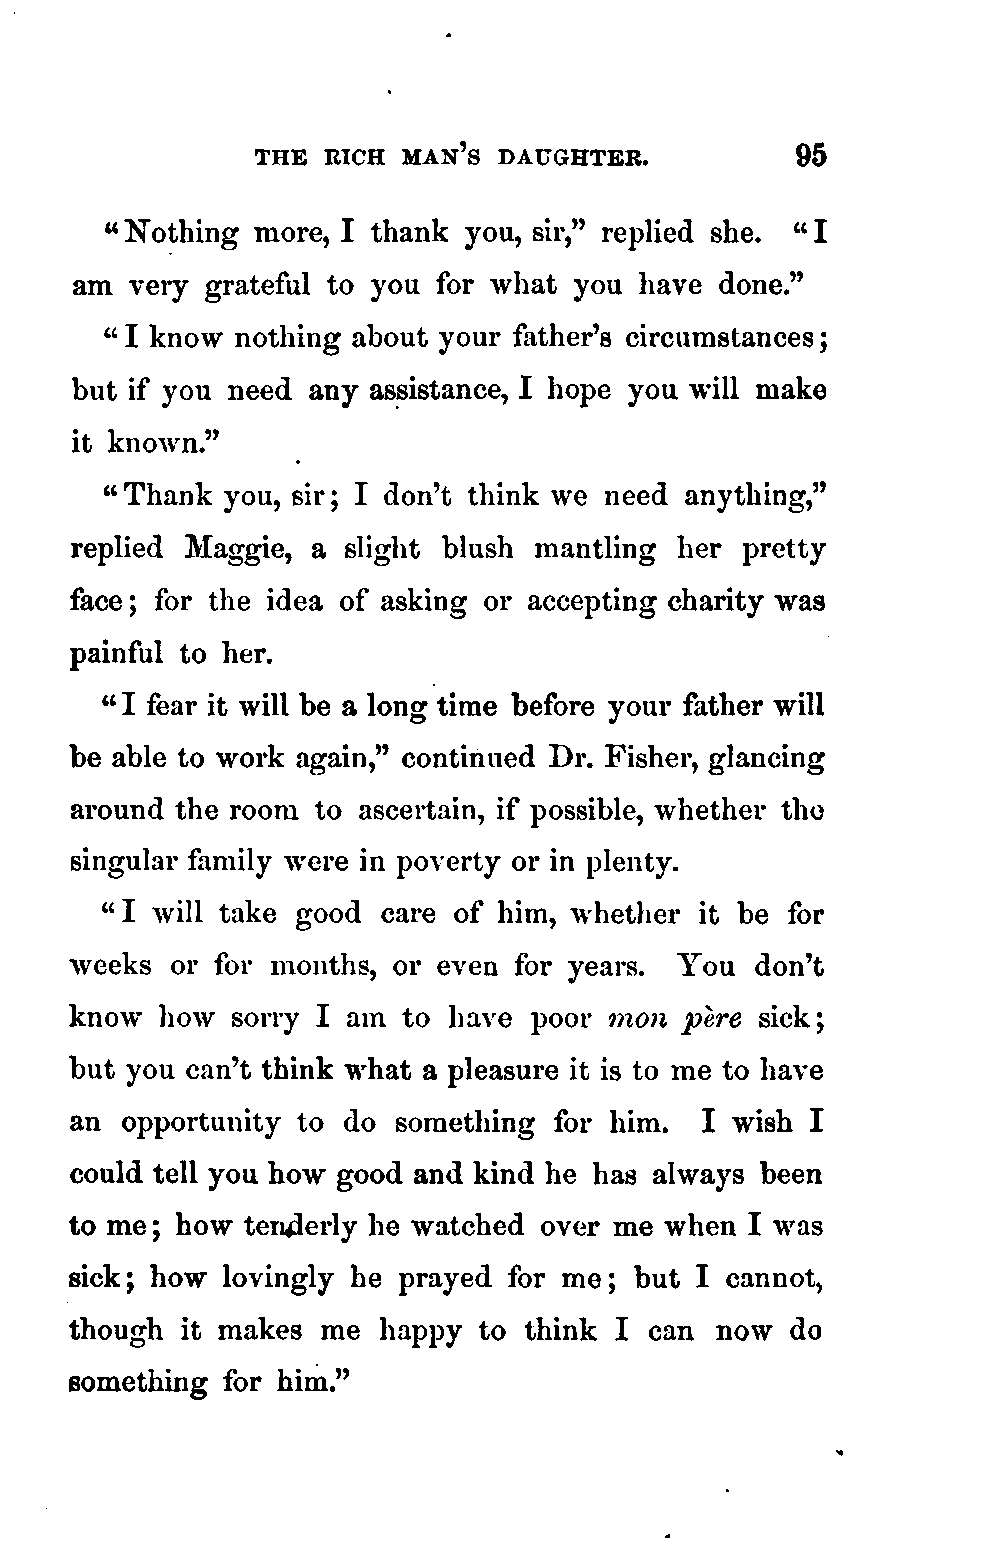 THE RICH MAN'S DAUGHTER. 95
"Nothing more, I thank you, sir," replied she. "I
am very grateful to you for what you have done."
"I know nothing about your father's circumstances;
but if you need any assistance, I hope you will make
it known."
"Thank you, sir; I don't think we need anything,"
replied Maggie, a slight blush mantling her pretty
face; for the idea of asking or accepting charity was
painful to her.
"I fear it will be a long time before your father will
be able to work again," continued Dr. Fisher, glancing
around the room to ascertain, if possible, whether the
singular family were in poverty or in plenty.
"I will take good care of him, whether it be for
weeks or for months, or even for years. You don't
know how sorry I am to have poor mon père sick;
but you can't think what a pleasure it is to me to have
an opportunity to do something for him. I wish I
could tell you how good and kind he has always been
to me; how tenderly he watched over me when I was
sick; how lovingly he prayed for me; but I cannot,
though it makes me happy to think I can now do
something for him."